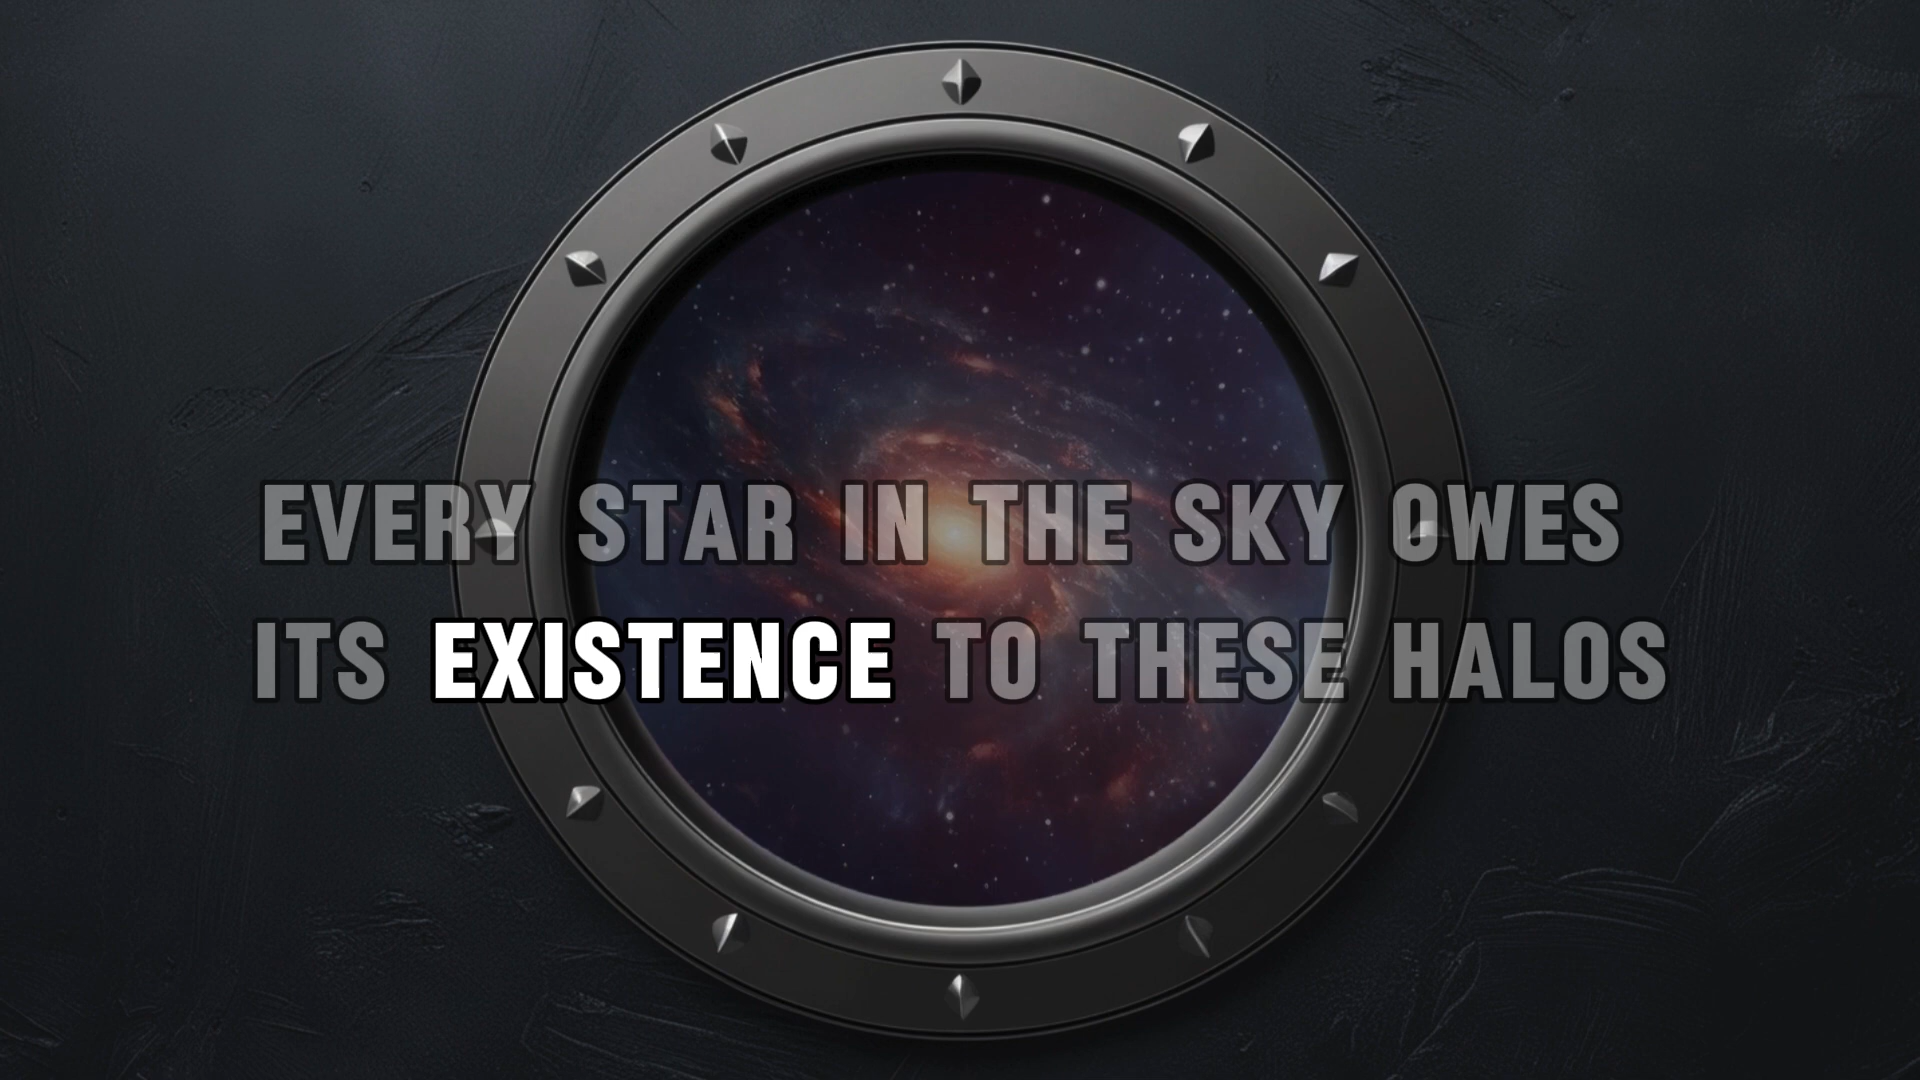 EVERY STAR IN THE SKY OWES
ITS EXISTENCE TO THESE HALOS